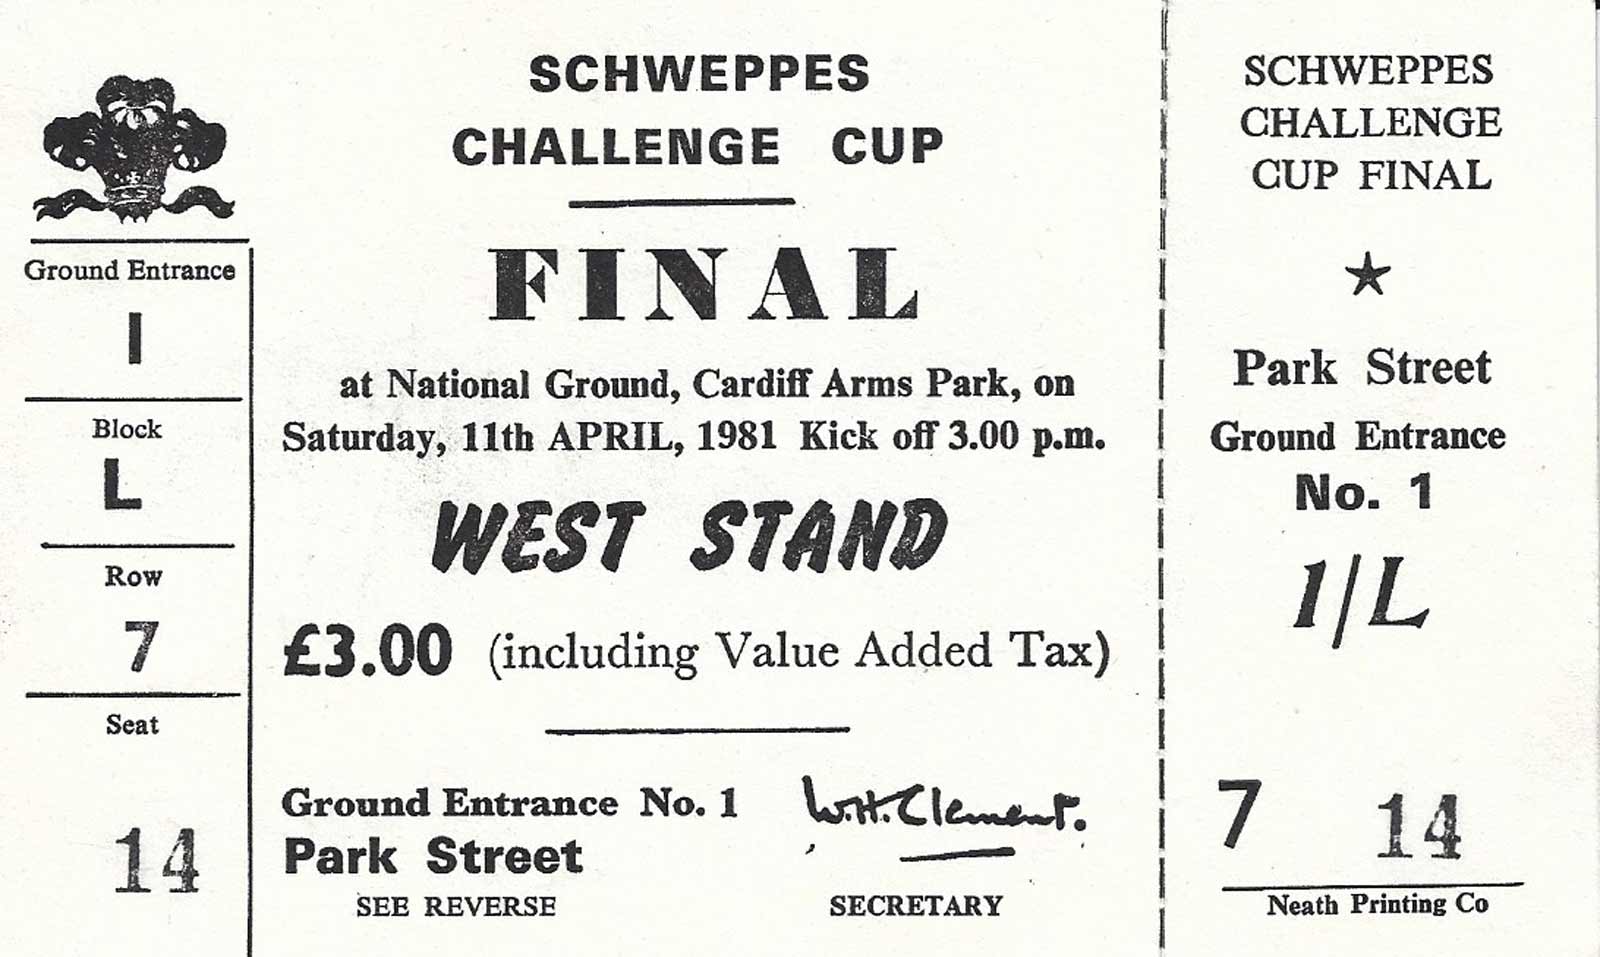 Ground Entrance
1
Block
L
Row
7
Seat
14
SCHWEPPES
CHALLENGE CUP
FINAL
at National Ground, Cardiff Arms Park, on
Saturday, 11th APRIL, 1981 Kick off 3.00 p.m.
WEST STAND
£3.00 (including Value Added Tax)
Ground Entrance No. 1
Park Street
SEE REVERSE
W.H.Clement.
SECRETARY
SCHWEPPES
CHALLENGE
CUP FINAL
Park Street
Ground Entrance
No. 1
1/L
7 14
Neath Printing Co